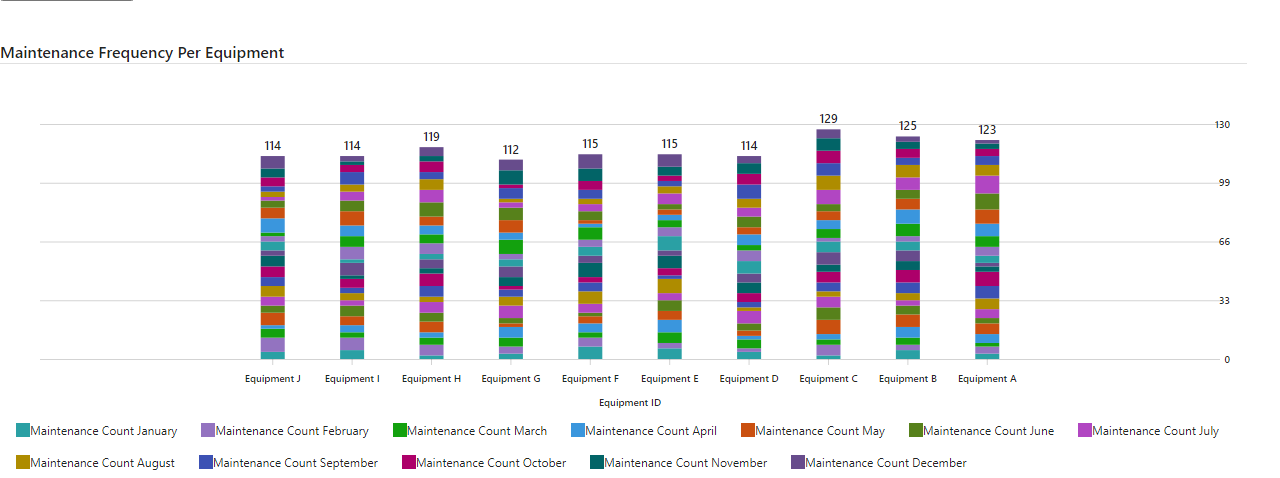 Maintenance Frequency Per Equipment
114 114 119 112 115 115 114 129 125 123
130
99
66
33
0
Equipment J Equipment I Equipment H Equipment G Equipment F Equipment E Equipment D Equipment C Equipment B Equipment A
Equipment ID
Maintenance Count January Maintenance Count February Maintenance Count March Maintenance Count April Maintenance Count May Maintenance Count June Maintenance Count July
Maintenance Count August Maintenance Count September Maintenance Count October Maintenance Count November Maintenance Count December